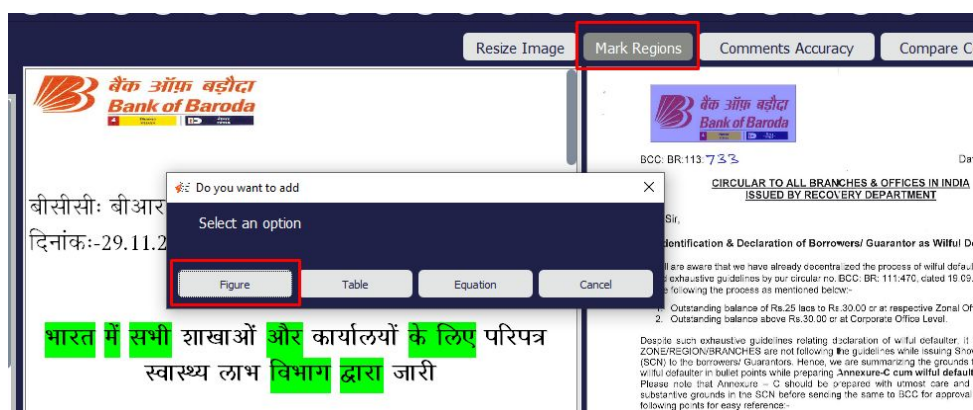 Resize Image
Mark Regions
Comments Accuracy
Compare C
बैंक ऑफ़ बड़ौदा
Bank of Baroda
बीसीसीः बीआर
दिनांकः-29.11.2
भारत में सभी शाखाओं और कार्यालयों के लिए परिपत्र
स्वास्थ्य लाभ विभाग द्वारा जारी
Do you want to add
Select an option
Figure
Table
Equation
Cancel
बैंक ऑफ़ बड़ौदा
Bank of Baroda
BCC: BR:113:733
Da
CIRCULAR TO ALL BRANCHES & OFFICES IN INDIA
ISSUED BY RECOVERY DEPARTMENT
Sir,
dentification & Declaration of Borrowers/ Guarantor as Wilful De
ll are aware that we have already decentralized the process of wilful defaul
exhaustive guidelines by our circular no. BCC: BR: 111:470, dated 19.09.
following the process as mentioned below:-
1. Outstanding balance of Rs.25 lacs to Rs.30.00 cr at respective Zonal Of
2. Outstanding balance above Rs.30.00 cr at Corporate Office Level.
Despite such exhaustive guidelines relating declaration of wilful defaulter, it
ZONE/REGION/BRANCHES are not following the guidelines while issuing Show
(SCN) to the borrowers/ Guarantors. Hence, we are summarizing the grounds f
wilful defaulter in bullet points while preparing Annexure-C cum wilful default
Please note that Annexure – C should be prepared with utmost care and
substantive grounds in the SCN before sending the same to BCC for approval
following points for easy reference:-